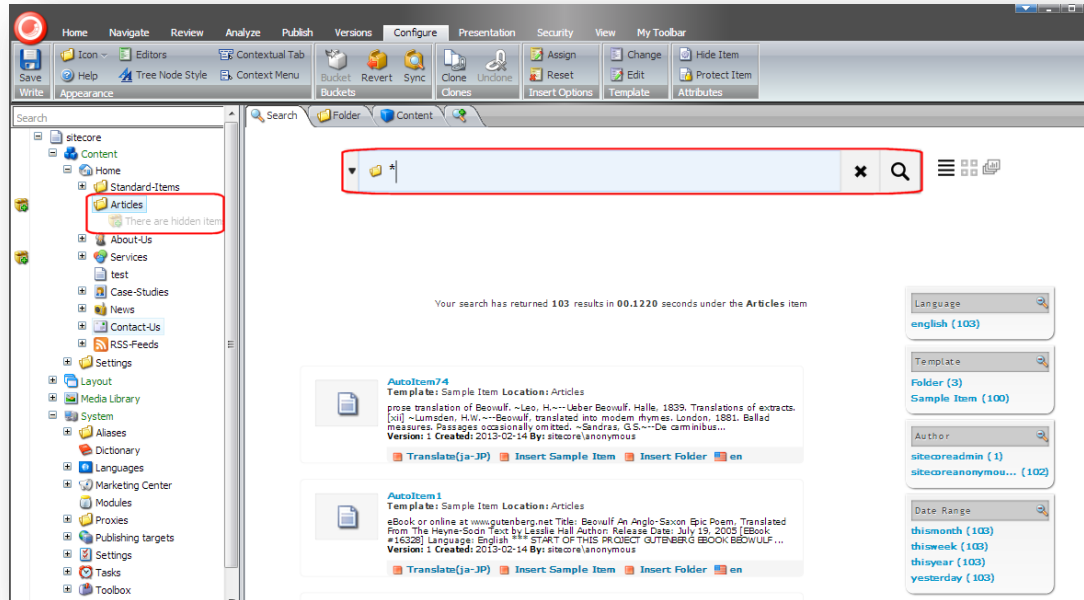 Home Navigate Review Analyze Publish Versions Configure Presentation Security View My Toolbar
Save
Write
Icon
Editors
Contextual Tab
Help
Tree Node Style
Context Menu
Appearance
Bucket Revert Sync
Buckets
Clone Undone
Clones
Assign
Reset
Insert Options
Change
Edit
Template
Hide Item
Protect Item
Attributes
Search
sitecore
Content
Home
Standard-Items
Articles
There are hidden item
About-Us
Services
test
Case-Studies
News
Contact-Us
RSS-Feeds
Settings
Layout
Media Library
System
Aliases
Dictionary
Languages
Marketing Center
Modules
Proxies
Publishing targets
Settings
Tasks
Toolbox
Search Folder Content
*
Your search has returned 103 results in 00.1220 seconds under the Articles item
AutoItem74
Template: Sample Item Location: Articles
prose translation of Beowulf. ~Leo, H.~--Ueber Beowulf. Halle, 1839. Translations of extracts.
[xii] ~Lumsden, H.W.~--Beowulf, translated into modern rhymes. London, 1881. Ballad
measures. Passages occasionally omitted. ~Sandras, G.S.~--De carminibus...
Version: 1 Created: 2013-02-14 By: sitecore\anonymous
Translate(ja-JP) Insert Sample Item Insert Folder en
AutoItem1
Template: Sample Item Location: Articles
eBook or online at www.gutenberg.net Title: Beowulf An Anglo-Saxon Epic Poem, Translated
From The Heyne-Socin Text by Lesslie Hall Author: Release Date: July 19, 2005 [EBook
#16328] Language: English *** START OF THIS PROJECT GUTENBERG EBOOK BEOWULF ...
Version: 1 Created: 2013-02-14 By: sitecore\anonymous
Translate(ja-JP) Insert Sample Item Insert Folder en
Language
english (103)
Template
Folder (3)
Sample Item (100)
Author
sitecoreadmin (1)
sitecoreanonymou... (102)
Date Range
thismonth (103)
thisweek (103)
thisyear (103)
yesterday (103)